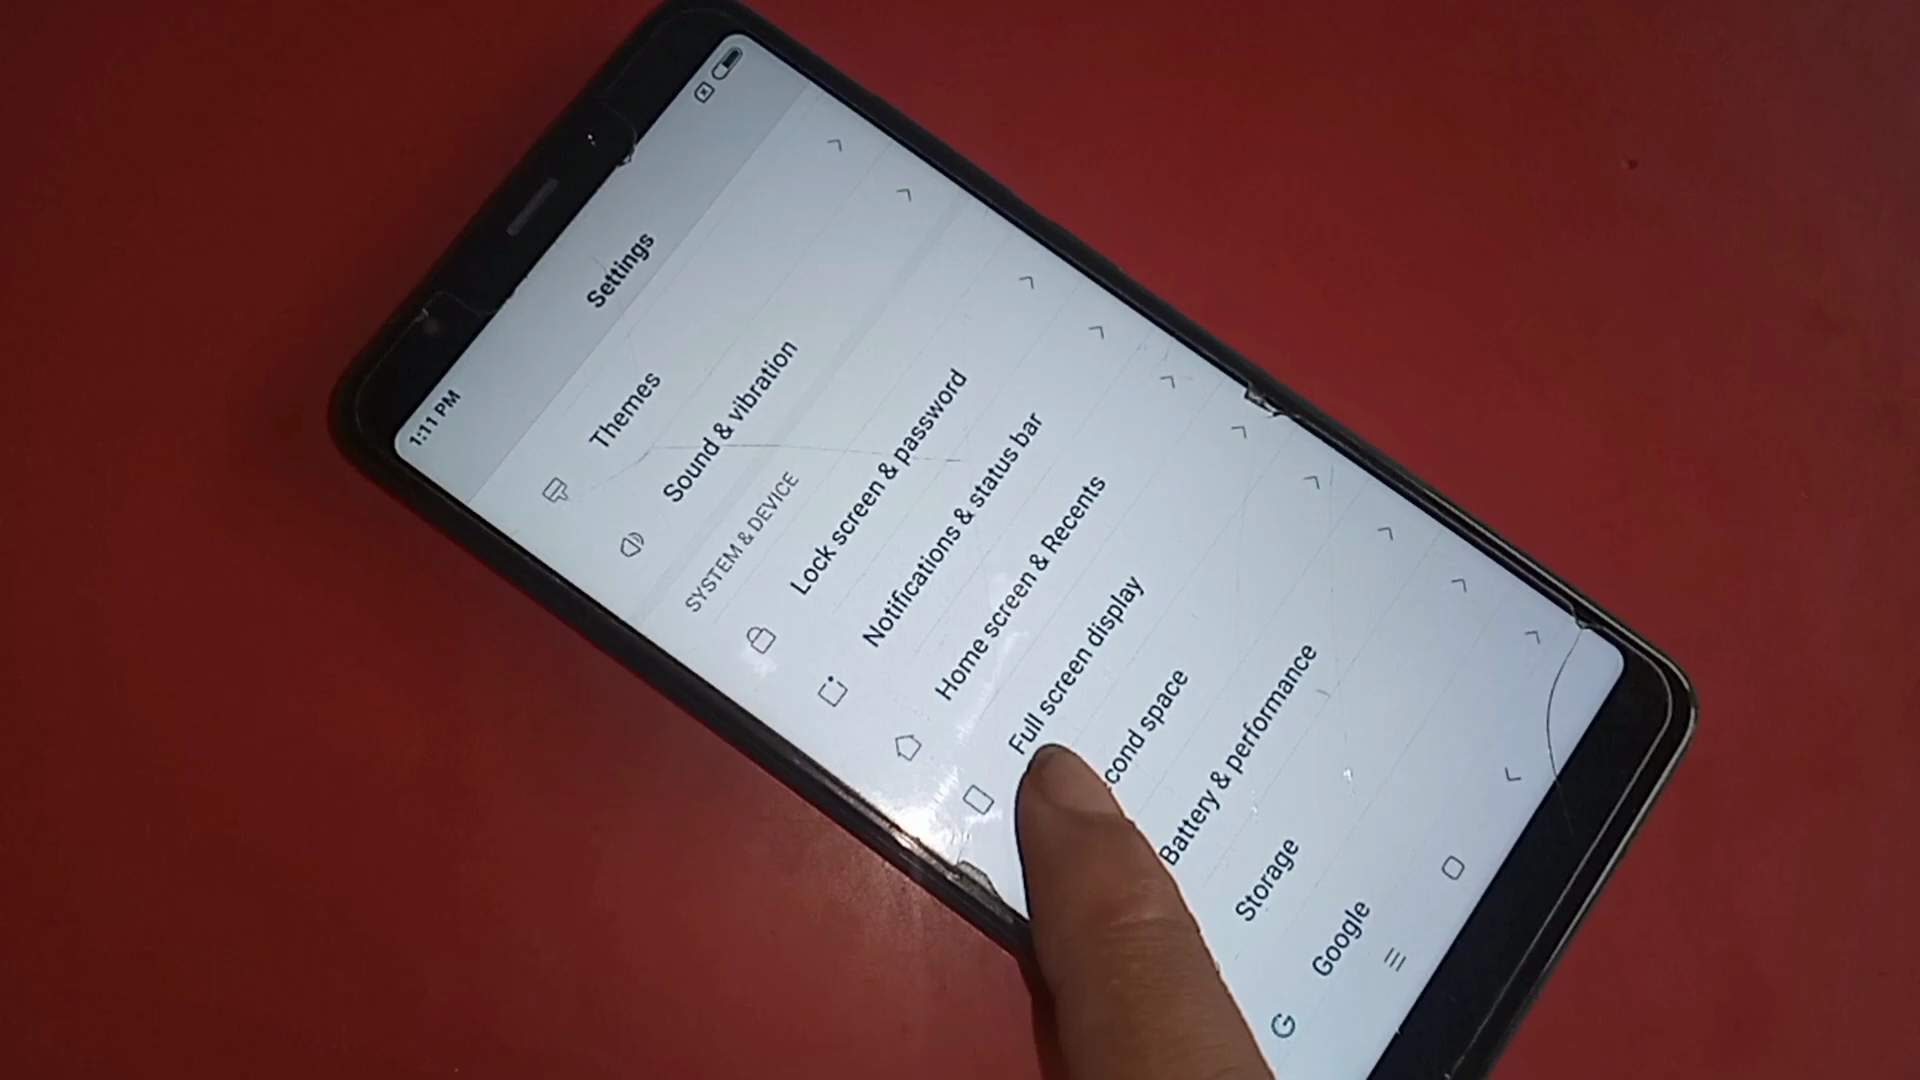 1:11 PM
Settings
Themes
Sound & vibration
SYSTEM & DEVICE
Lock screen & password
Notifications & status bar
Home screen & Recents
Full screen display
cond space
Battery & performance
Storage
Google